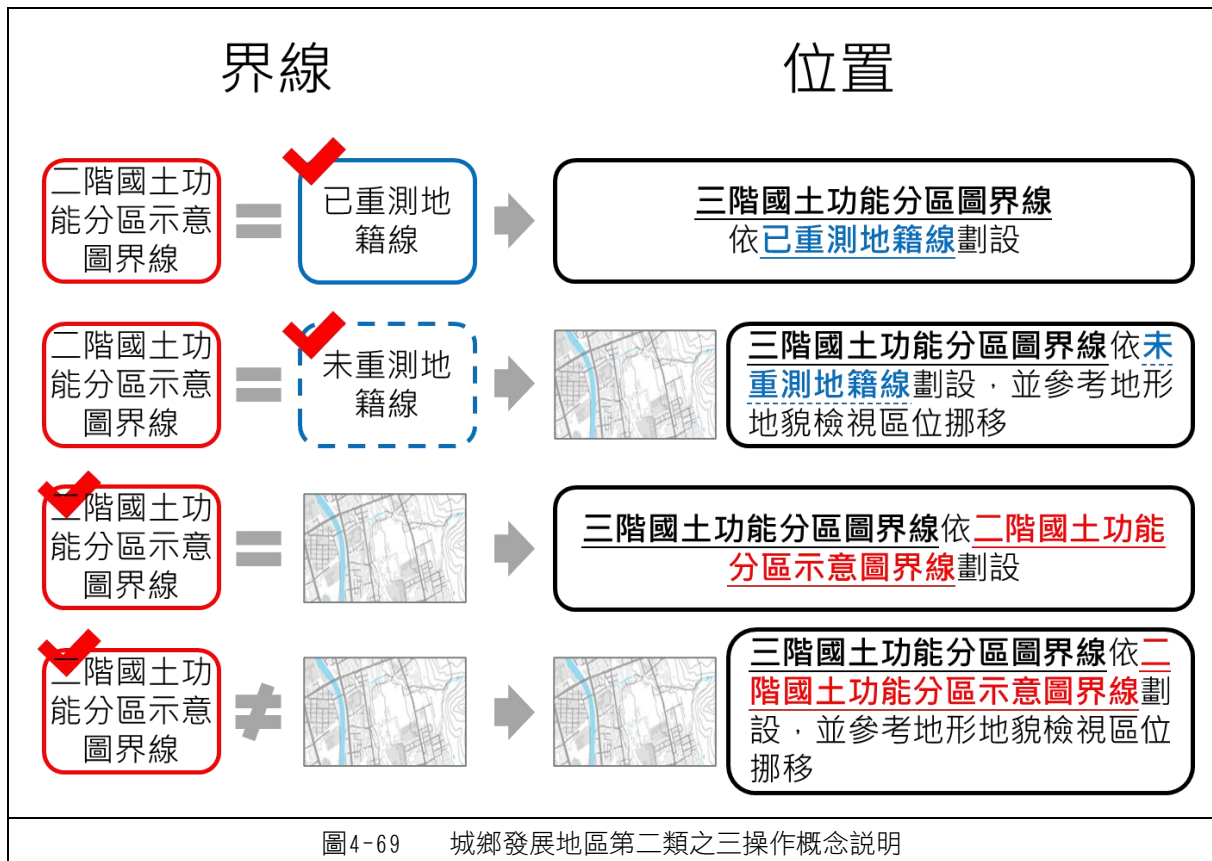 界線
位置
二階國土功
能分區示意
圖界線
已重測地
籍線
三階國土功能分區圖界線
依已重測地籍線劃設
二階國土功
能分區示意
圖界線
未重測地
籍線
三階國土功能分區圖界線依未
重測地籍線劃設，並參考地形
地貌檢視區位挪移
二階國土功
能分區示意
圖界線
三階國土功能分區圖界線依二階國土功能
分區示意圖界線劃設
二階國土功
能分區示意
圖界線
三階國土功能分區圖界線依二
階國土功能分區示意圖界線劃
設，並參考地形地貌檢視區位
挪移
圖4-69 城鄉發展地區第二類之三操作概念説明